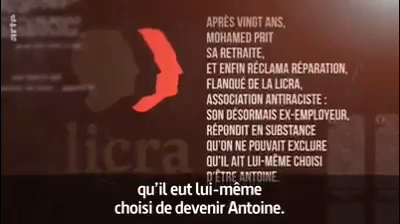 arte
APRÈS VINGT ANS,
MOHAMED PRIT
SA RETRAITE,
ET ENFIN RÉCLAMA RÉPARATION,
FLANQUÉ DE LA LICRA,
ASSOCIATION ANTIRACISTE :
SON DÉSORMAIS EX-EMPLOYEUR,
RÉPONDIT EN SUBSTANCE
QU'ON NE POUVAIT EXCLURE
QU'IL AIT LUI-MÊME CHOISI
D'ÊTRE ANTOINE.
licra
qu'il eut lui-même
choisi de devenir Antoine.